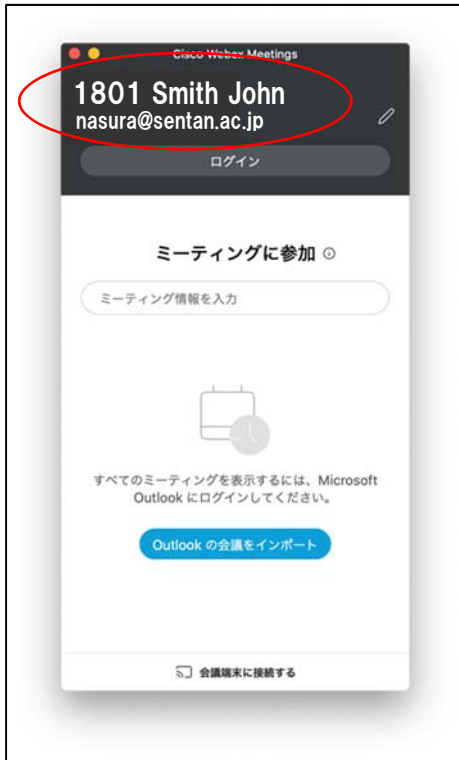 Cisco Webex Meetings
1801 Smith John
nasura@sentan.ac.jp
ログイン
ミーティングに参加
ミーティング情報を入力
すべてのミーティングを表示するには、Microsoft
Outlook にログインしてください。
Outlook の会議をインポート
会議端末に接続する